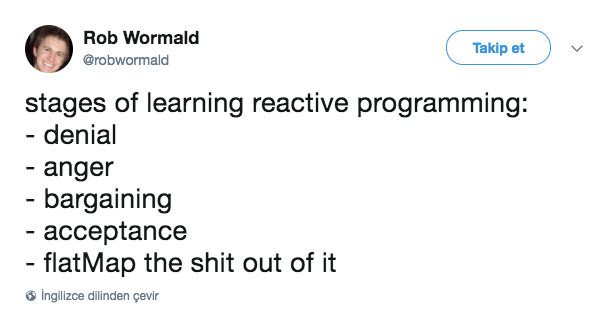 Rob Wormald
@robwormald
Takip et
stages of learning reactive programming:
- denial
- anger
- bargaining
- acceptance
- flatMap the shit out of it
İngilizce dilinden çevir